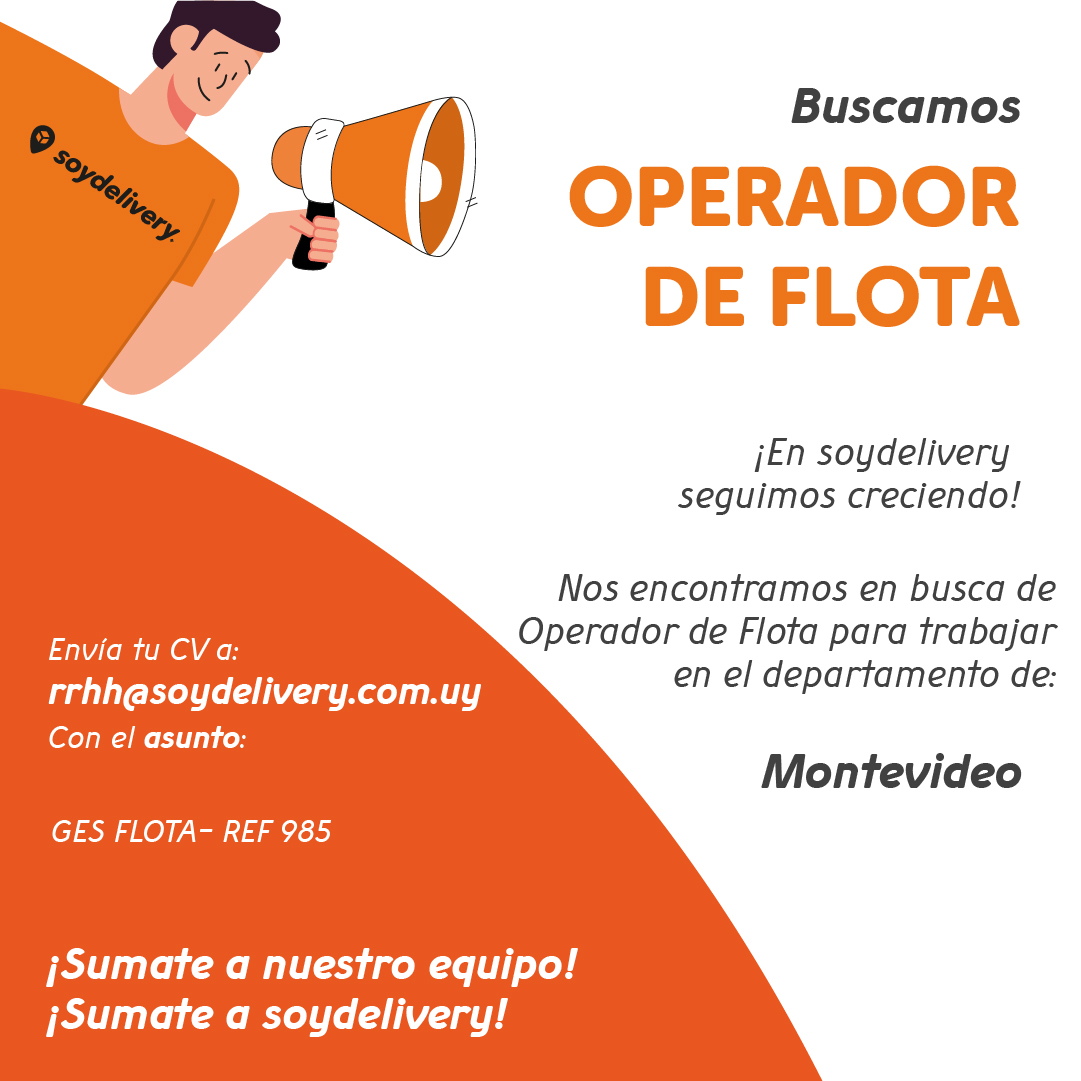 soydelivery.
Buscamos
OPERADOR
DE FLOTA
¡En soydelivery
seguimos creciendo!
Nos encontramos en busca de
Operador de Flota para trabajar
en el departamento de:
Montevideo
Envía tu CV a:
rrhh@soydelivery.com.uy
Con el asunto:
GES FLOTA- REF 985
¡Sumate a nuestro equipo!
¡Sumate a soydelivery!